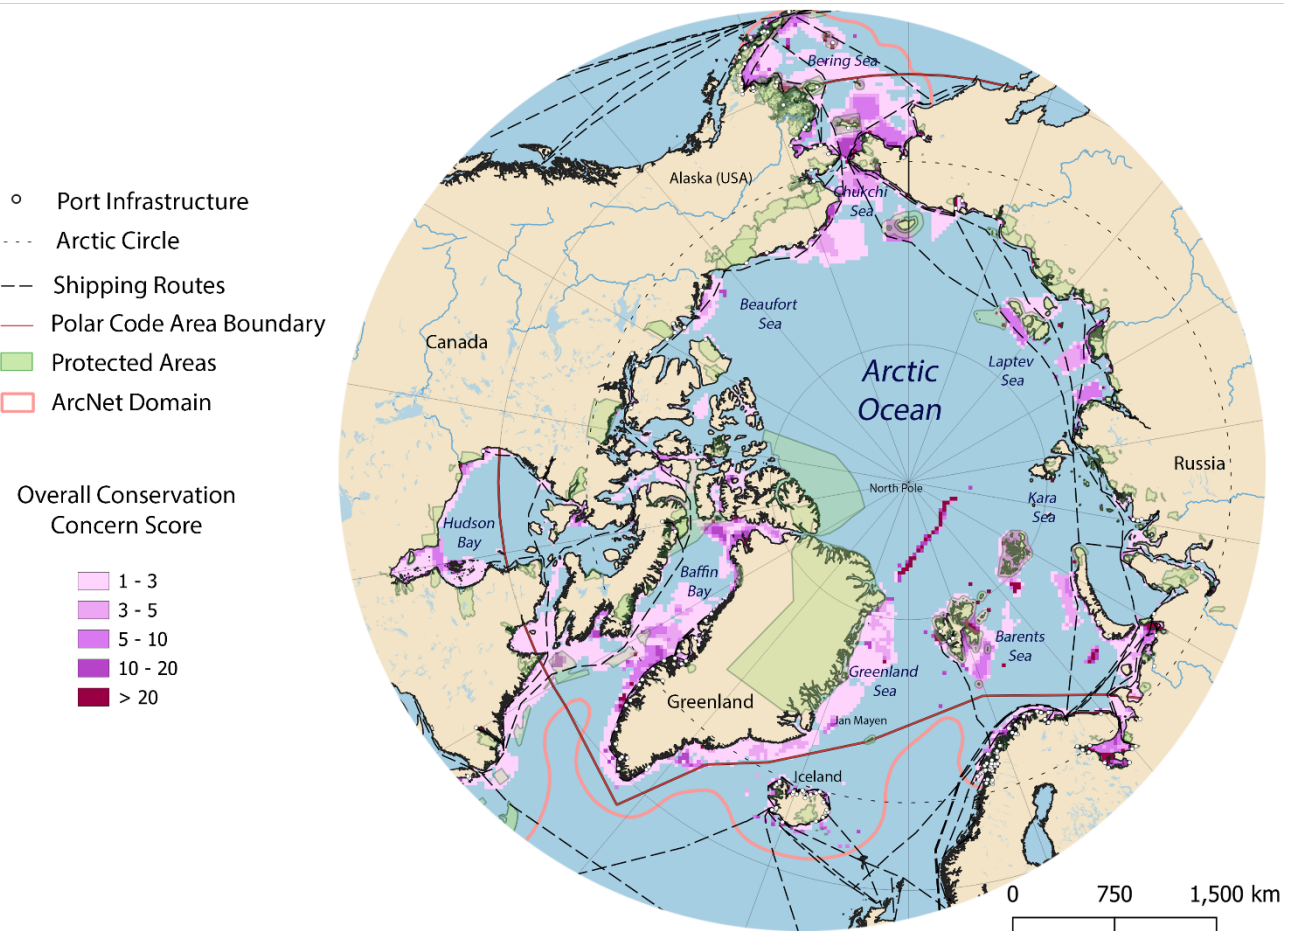 Port Infrastructure
Arctic Circle
Shipping Routes
Polar Code Area Boundary
Protected Areas
ArcNet Domain
Overall Conservation
Concern Score
1 - 3
3 - 5
5 - 10
10 - 20
> 20
Bering Sea
Alaska (USA)
Chukchi
Sea
Beaufort
Sea
Canada
Laptev
Sea
Arctic
Ocean
Russia
North Pole
Kara
Sea
Hudson
Bay
Baffin
Bay
Barents
Sea
Greenland
Sea
Greenland
Jan Mayen
Iceland
0 750 1,500 km